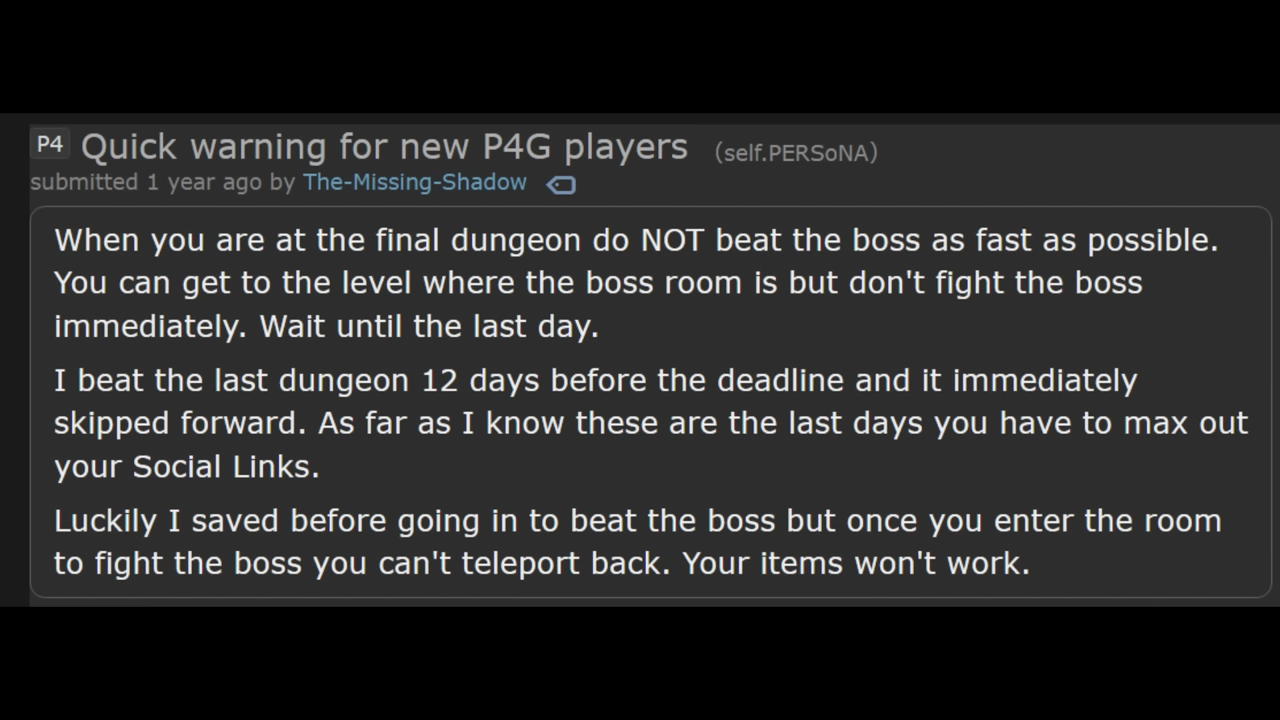 P4 Quick warning for new P4G players (self.PERSoNA)
submitted 1 year ago by The-Missing-Shadow
When you are at the final dungeon do NOT beat the boss as fast as possible.
You can get to the level where the boss room is but don't fight the boss
immediately. Wait until the last day.
I beat the last dungeon 12 days before the deadline and it immediately
skipped forward. As far as I know these are the last days you have to max out
your Social Links.
Luckily I saved before going in to beat the boss but once you enter the room
to fight the boss you can't teleport back. Your items won't work.